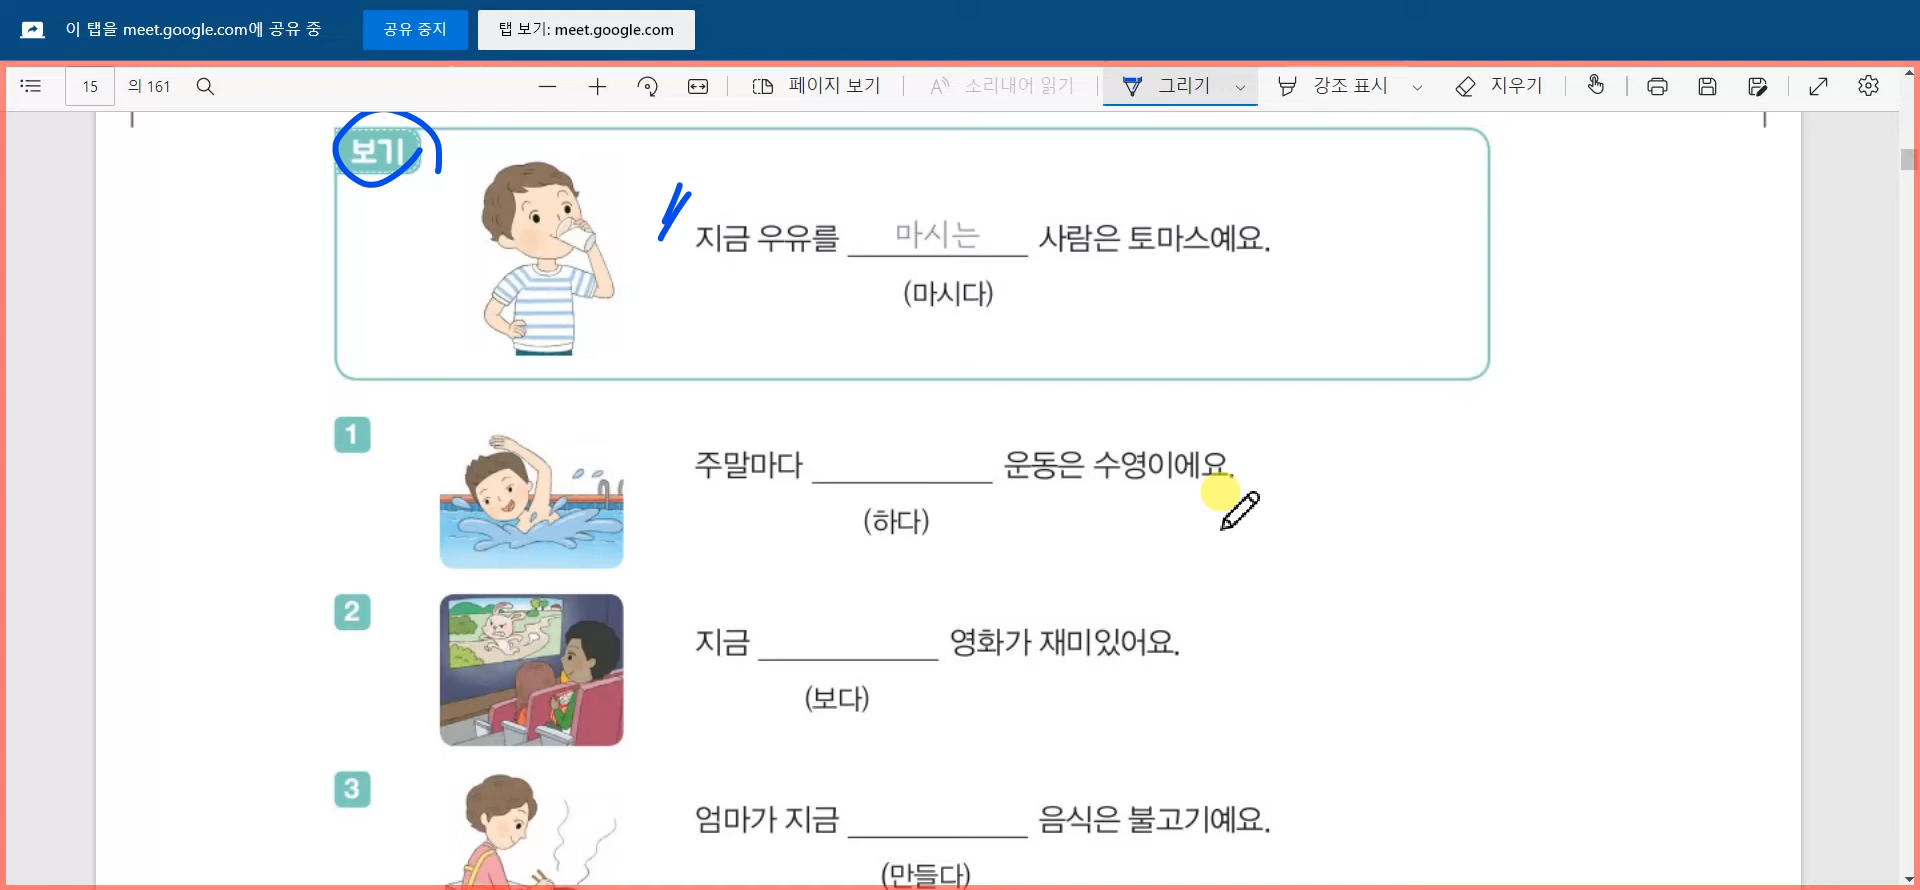 이 탭을 meet.google.com에 공유 중 공유 중지 탭 보기: meet.google.com
15 의 161 페이지 보기 소리내어 읽기 그리기 강조 표시 지우기
보기
지금 우유를 마시는 사람은 토마스예요.
(마시다)
1 주말마다 ____________ 운동은 수영이에요.
(하다)
2 지금 ____________ 영화가 재미있어요.
(보다)
3 엄마가 지금 ____________ 음식은 불고기예요.
(만들다)